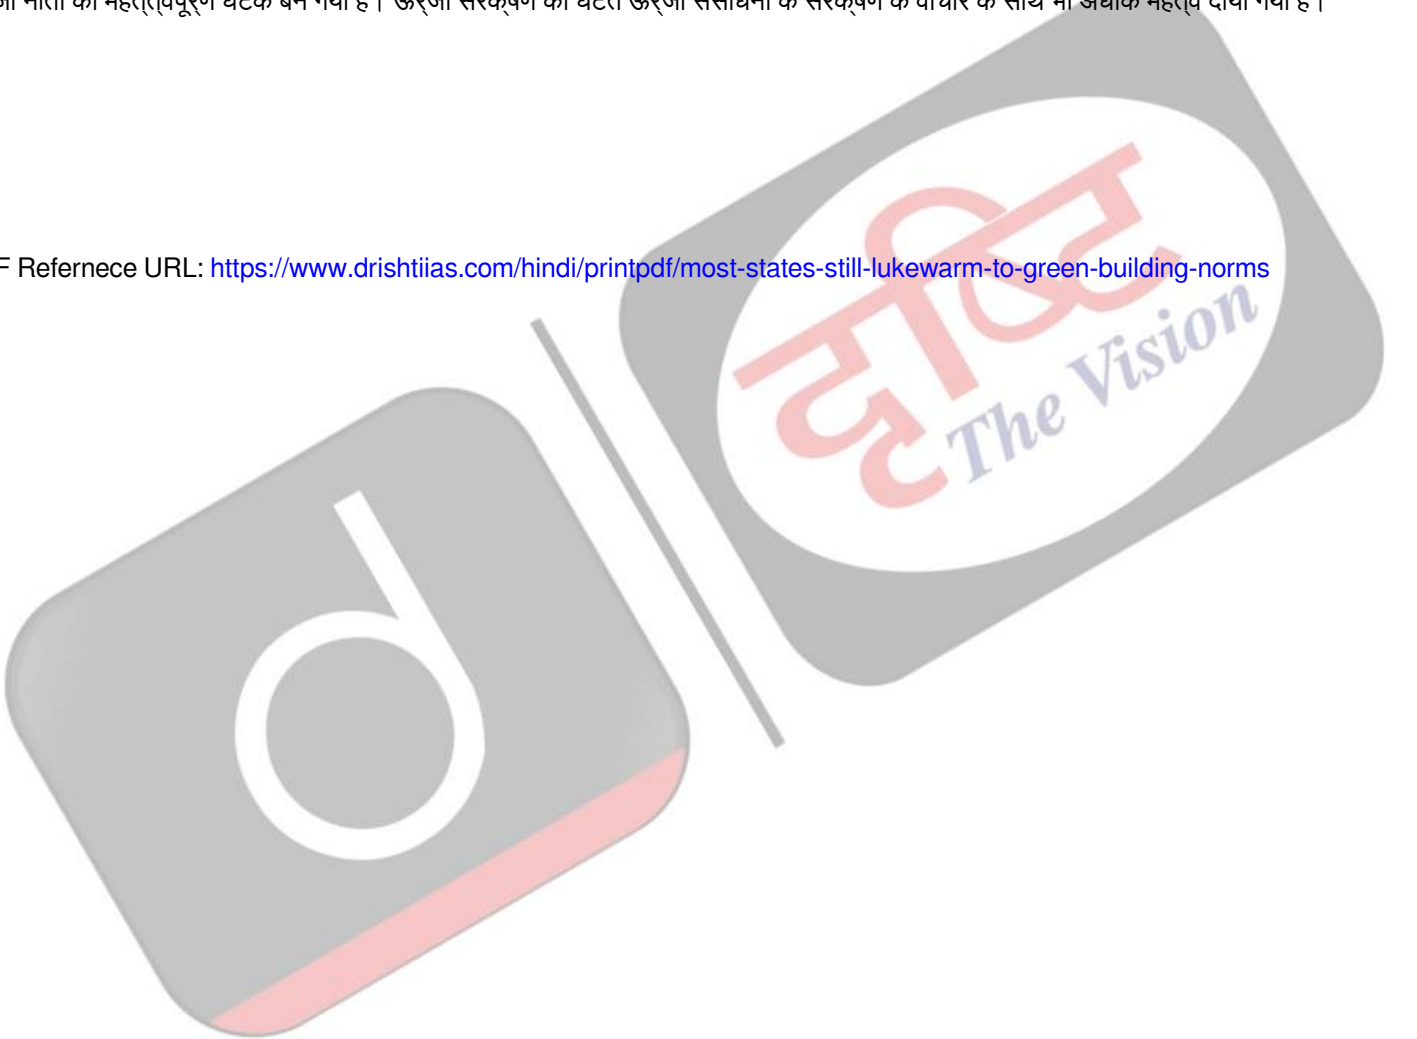 नीति का महत्त्वपूर्ण घटक बन गया है। ऊर्जा संरक्षण को घटते ऊर्जा संसाधनों के संरक्षण के विचार के साथ भी अधिक महत्व दिया गया है।
F Refernece URL: https://www.drishtiias.com/hindi/printpdf/most-states-still-lukewarm-to-green-building-norms
दृष्टि
The Vision
d